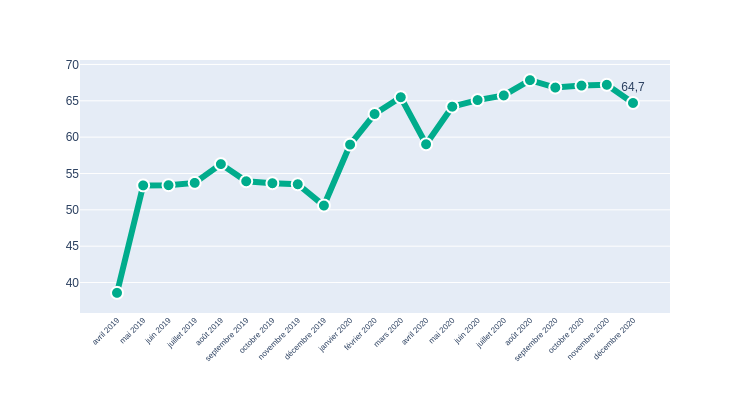 70
65
60
55
50
45
40
64,7
avril 2019
mai 2019
juin 2019
juillet 2019
août 2019
septembre 2019
octobre 2019
novembre 2019
décembre 2019
janvier 2020
février 2020
mars 2020
avril 2020
mai 2020
juin 2020
juillet 2020
août 2020
septembre 2020
octobre 2020
novembre 2020
décembre 2020